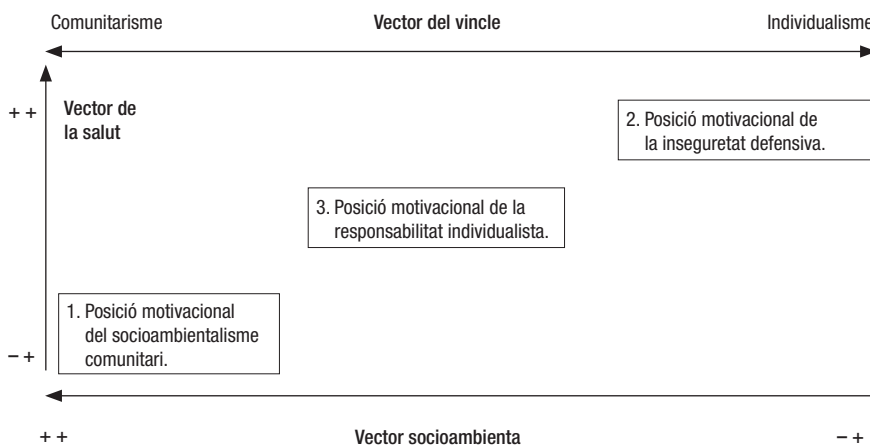 Comunitarisme Vector del vincle Individualisme
+ + Vector de
la salut
2. Posició motivacional de
la inseguretat defensiva.
3. Posició motivacional de la
responsabilitat individualista.
1. Posició motivacional
del socioambientalisme
comunitari.
– +
+ + Vector socioambienta – +